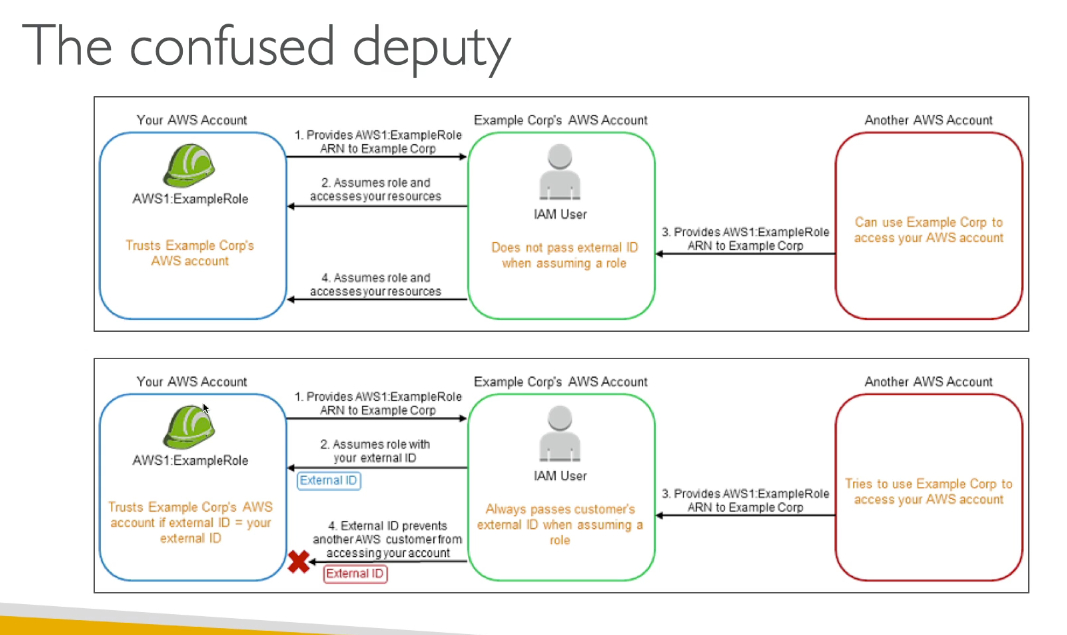 The confused deputy
Your AWS Account
Example Corp's AWS Account
Another AWS Account
1. Provides AWS1:ExampleRole
ARN to Example Corp
AWS1:ExampleRole
2. Assumes role and
accesses your resources
IAM User
Trusts Example Corp's
AWS account
Does not pass external ID
when assuming a role
3. Provides AWS1:ExampleRole
ARN to Example Corp
Can use Example Corp to
access your AWS account
4. Assumes role and
accesses your resources
Your AWS Account
Example Corp's AWS Account
Another AWS Account
1. Provides AWS1:ExampleRole
ARN to Example Corp
AWS1:ExampleRole
2. Assumes role with
your external ID
External ID
IAM User
Trusts Example Corp's AWS
account if external ID = your
external ID
Always passes customer's
external ID when assuming a
role
3. Provides AWS1:ExampleRole
ARN to Example Corp
Tries to use Example Corp to
access your AWS account
4. External ID prevents
another AWS customer from
accessing your account
External ID